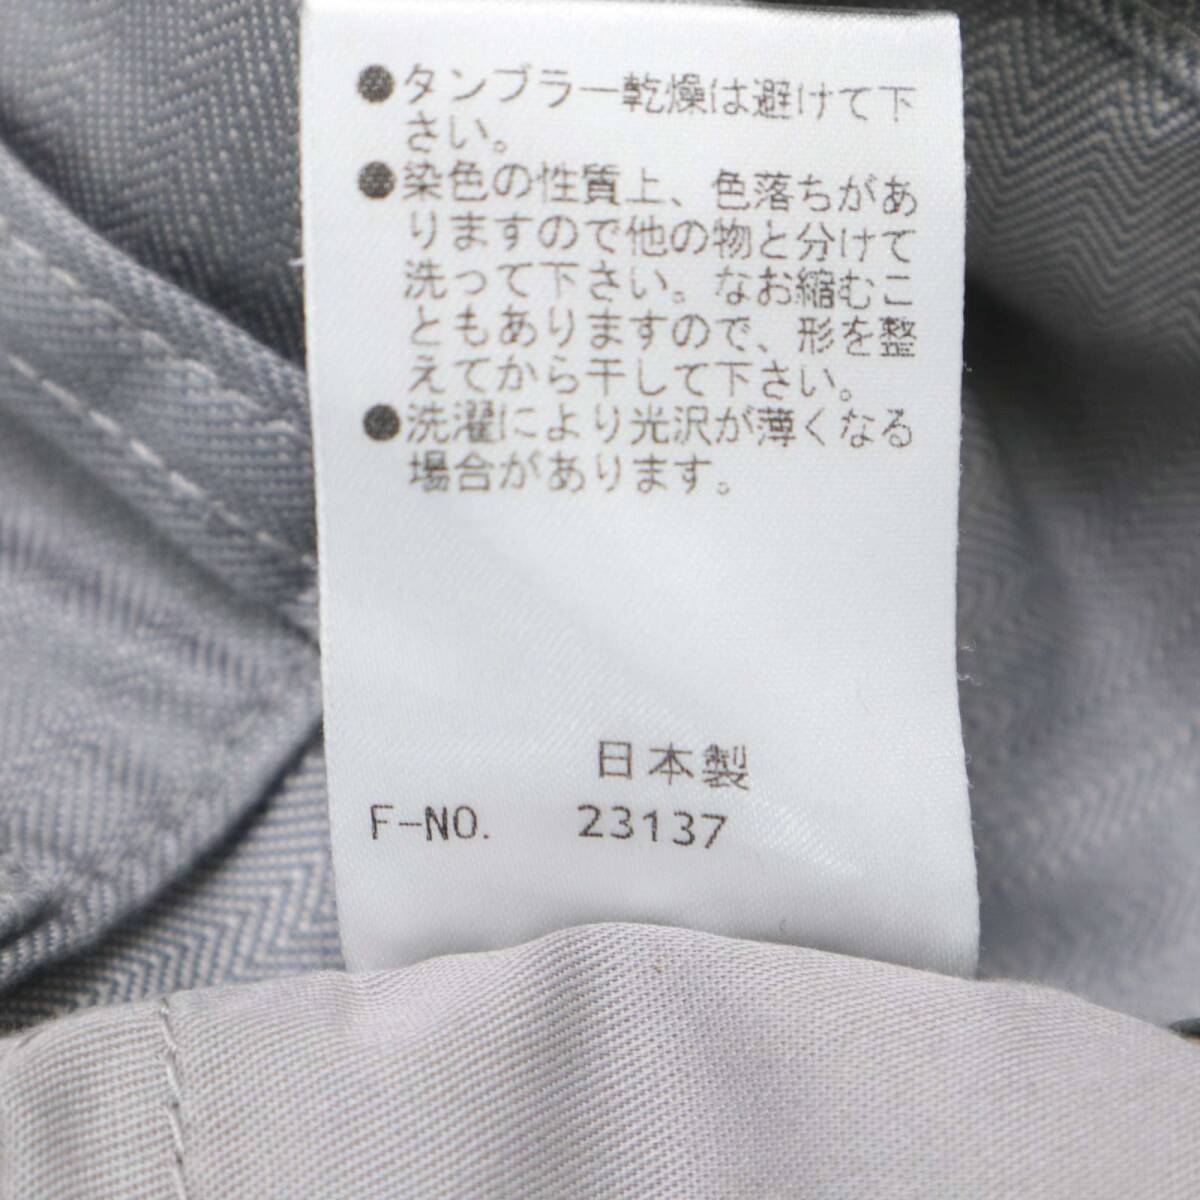 ●タンブラー乾燥は避けて下
さい。
●染色の性質上、色落ちがあ
りますので他の物と分けて
洗って下さい。なお縮むこ
ともありますので、形を整
えてから干して下さい。
●洗濯により光沢が薄くなる
場合があります。
日本製
F-NO. 23137